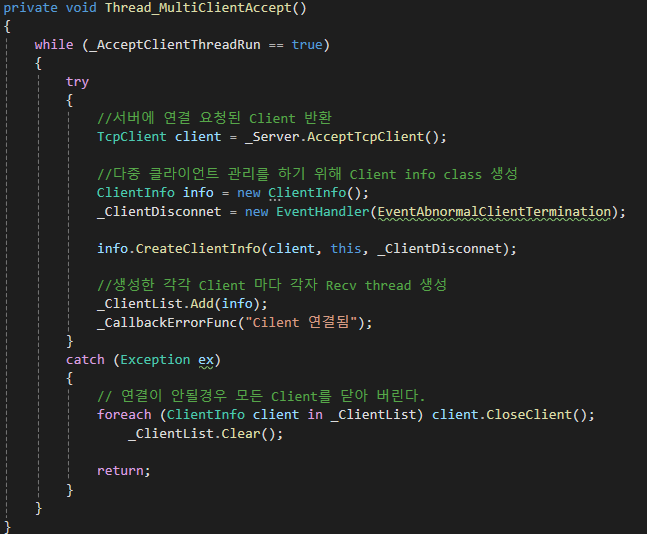 private void Thread_MultiClientAccept()
{
while (_AcceptClientThreadRun == true)
{
try
{
//서버에 연결 요청된 Client 반환
TcpClient client = _Server.AcceptTcpClient();
//다중 클라이언트 관리를 하기 위해 Client info class 생성
ClientInfo info = new ClientInfo();
_ClientDisconnet = new EventHandler(EventAbnormalClientTermination);
info.CreateClientInfo(client, this, _ClientDisconnet);
//생성한 각각 Client 마다 각자 Recv thread 생성
_ClientList.Add(info);
_CallbackErrorFunc("Cilent 연결됨");
}
catch (Exception ex)
{
// 연결이 안될경우 모든 Client를 닫아 버린다.
foreach (ClientInfo client in _ClientList) client.CloseClient();
_ClientList.Clear();
return;
}
}
}